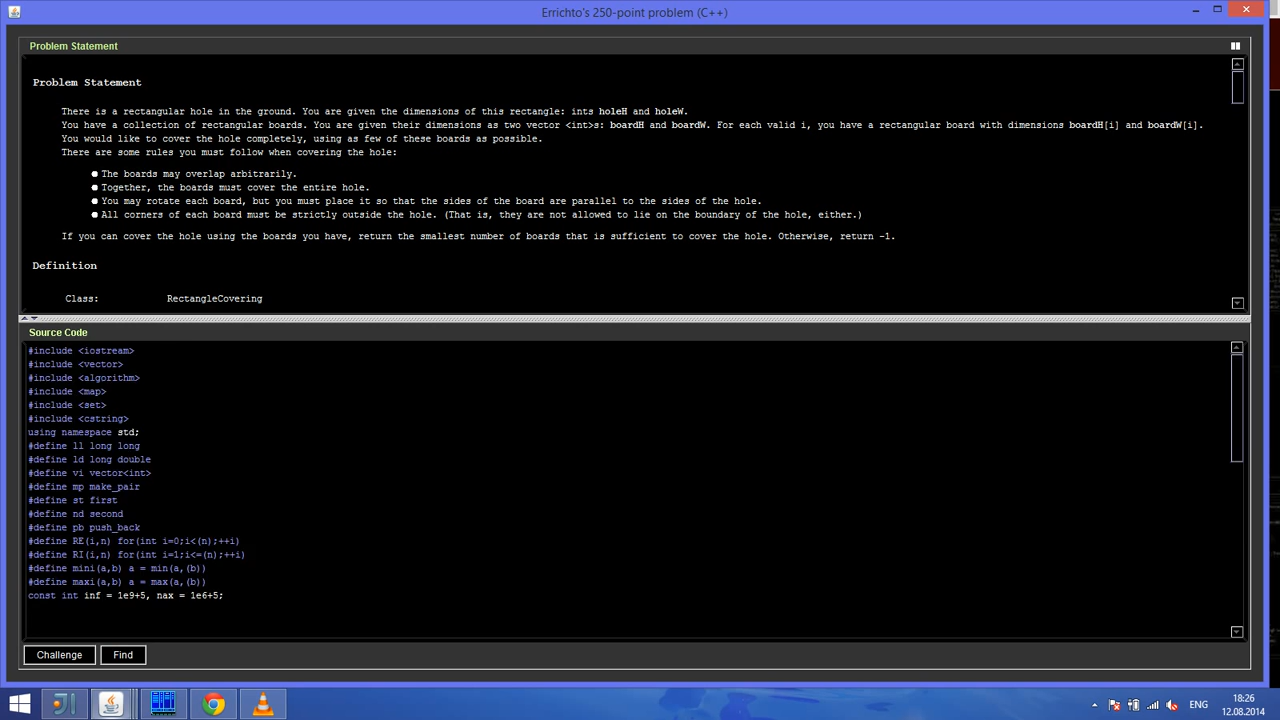 Errichto's 250-point problem (C++)
Problem Statement
Problem Statement
There is a rectangular hole in the ground. You are given the dimensions of this rectangle: ints holeH and holeW.
You have a collection of rectangular boards. You are given their dimensions as two vector <int>s: boardH and boardW. For each valid i, you have a rectangular board with dimensions boardH[i] and boardW[i].
You would like to cover the hole completely, using as few of these boards as possible.
There are some rules you must follow when covering the hole:
The boards may overlap arbitrarily.
Together, the boards must cover the entire hole.
You may rotate each board, but you must place it so that the sides of the board are parallel to the sides of the hole.
All corners of each board must be strictly outside the hole. (That is, they are not allowed to lie on the boundary of the hole, either.)
If you can cover the hole using the boards you have, return the smallest number of boards that is sufficient to cover the hole. Otherwise, return -1.
Definition
Class: RectangleCovering
Source Code
#include <iostream>
#include <vector>
#include <algorithm>
#include <map>
#include <set>
#include <cstring>
using namespace std;
#define ll long long
#define ld long double
#define vi vector<int>
#define mp make_pair
#define st first
#define nd second
#define pb push_back
#define RE(i,n) for(int i=0;i<(n);++i)
#define RI(i,n) for(int i=1;i<=(n);++i)
#define mini(a,b) a = min(a,(b))
#define maxi(a,b) a = max(a,(b))
const int inf = 1e9+5, nax = 1e6+5;
Challenge Find
ENG
18:26
12.08.2014